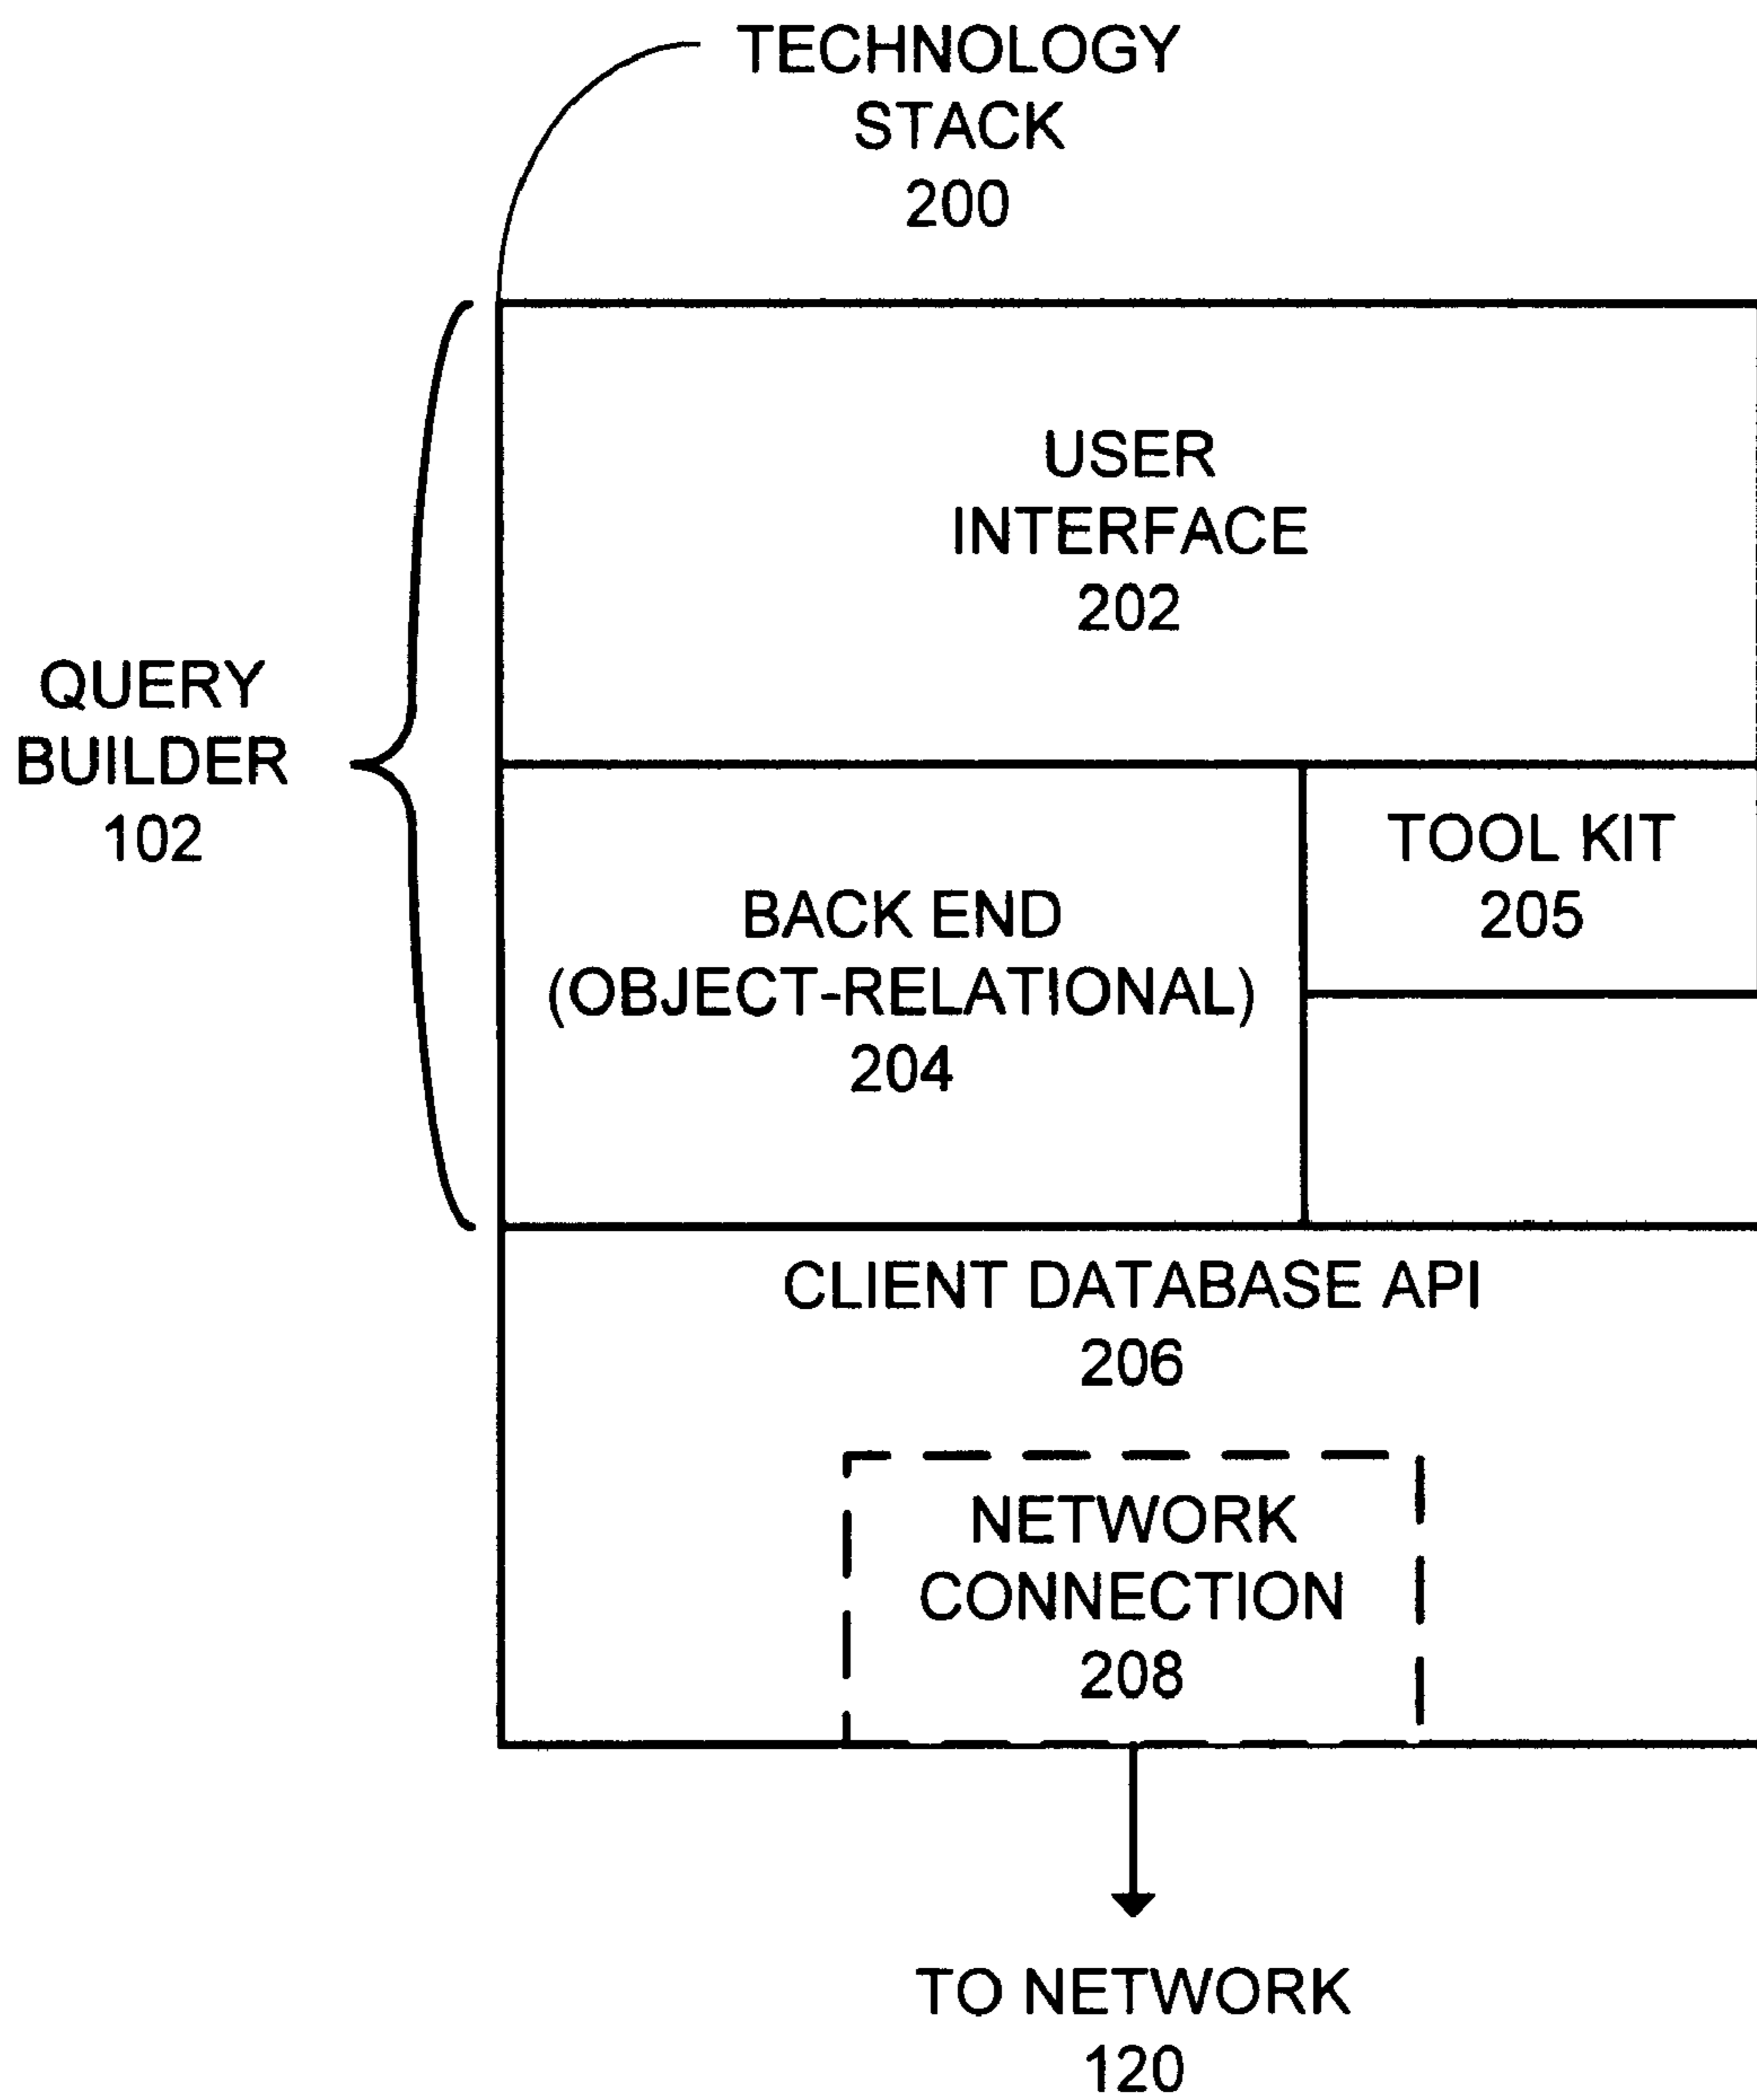 TECHNOLOGY
STACK
200
USER
INTERFACE
202
QUERY
BUILDER
102
TOOL KIT
205
BACK END
(OBJECT-RELATIONAL)
204
CLIENT DATABASE API
206
NETWORK
CONNECTION
208
TO NETWORK
120